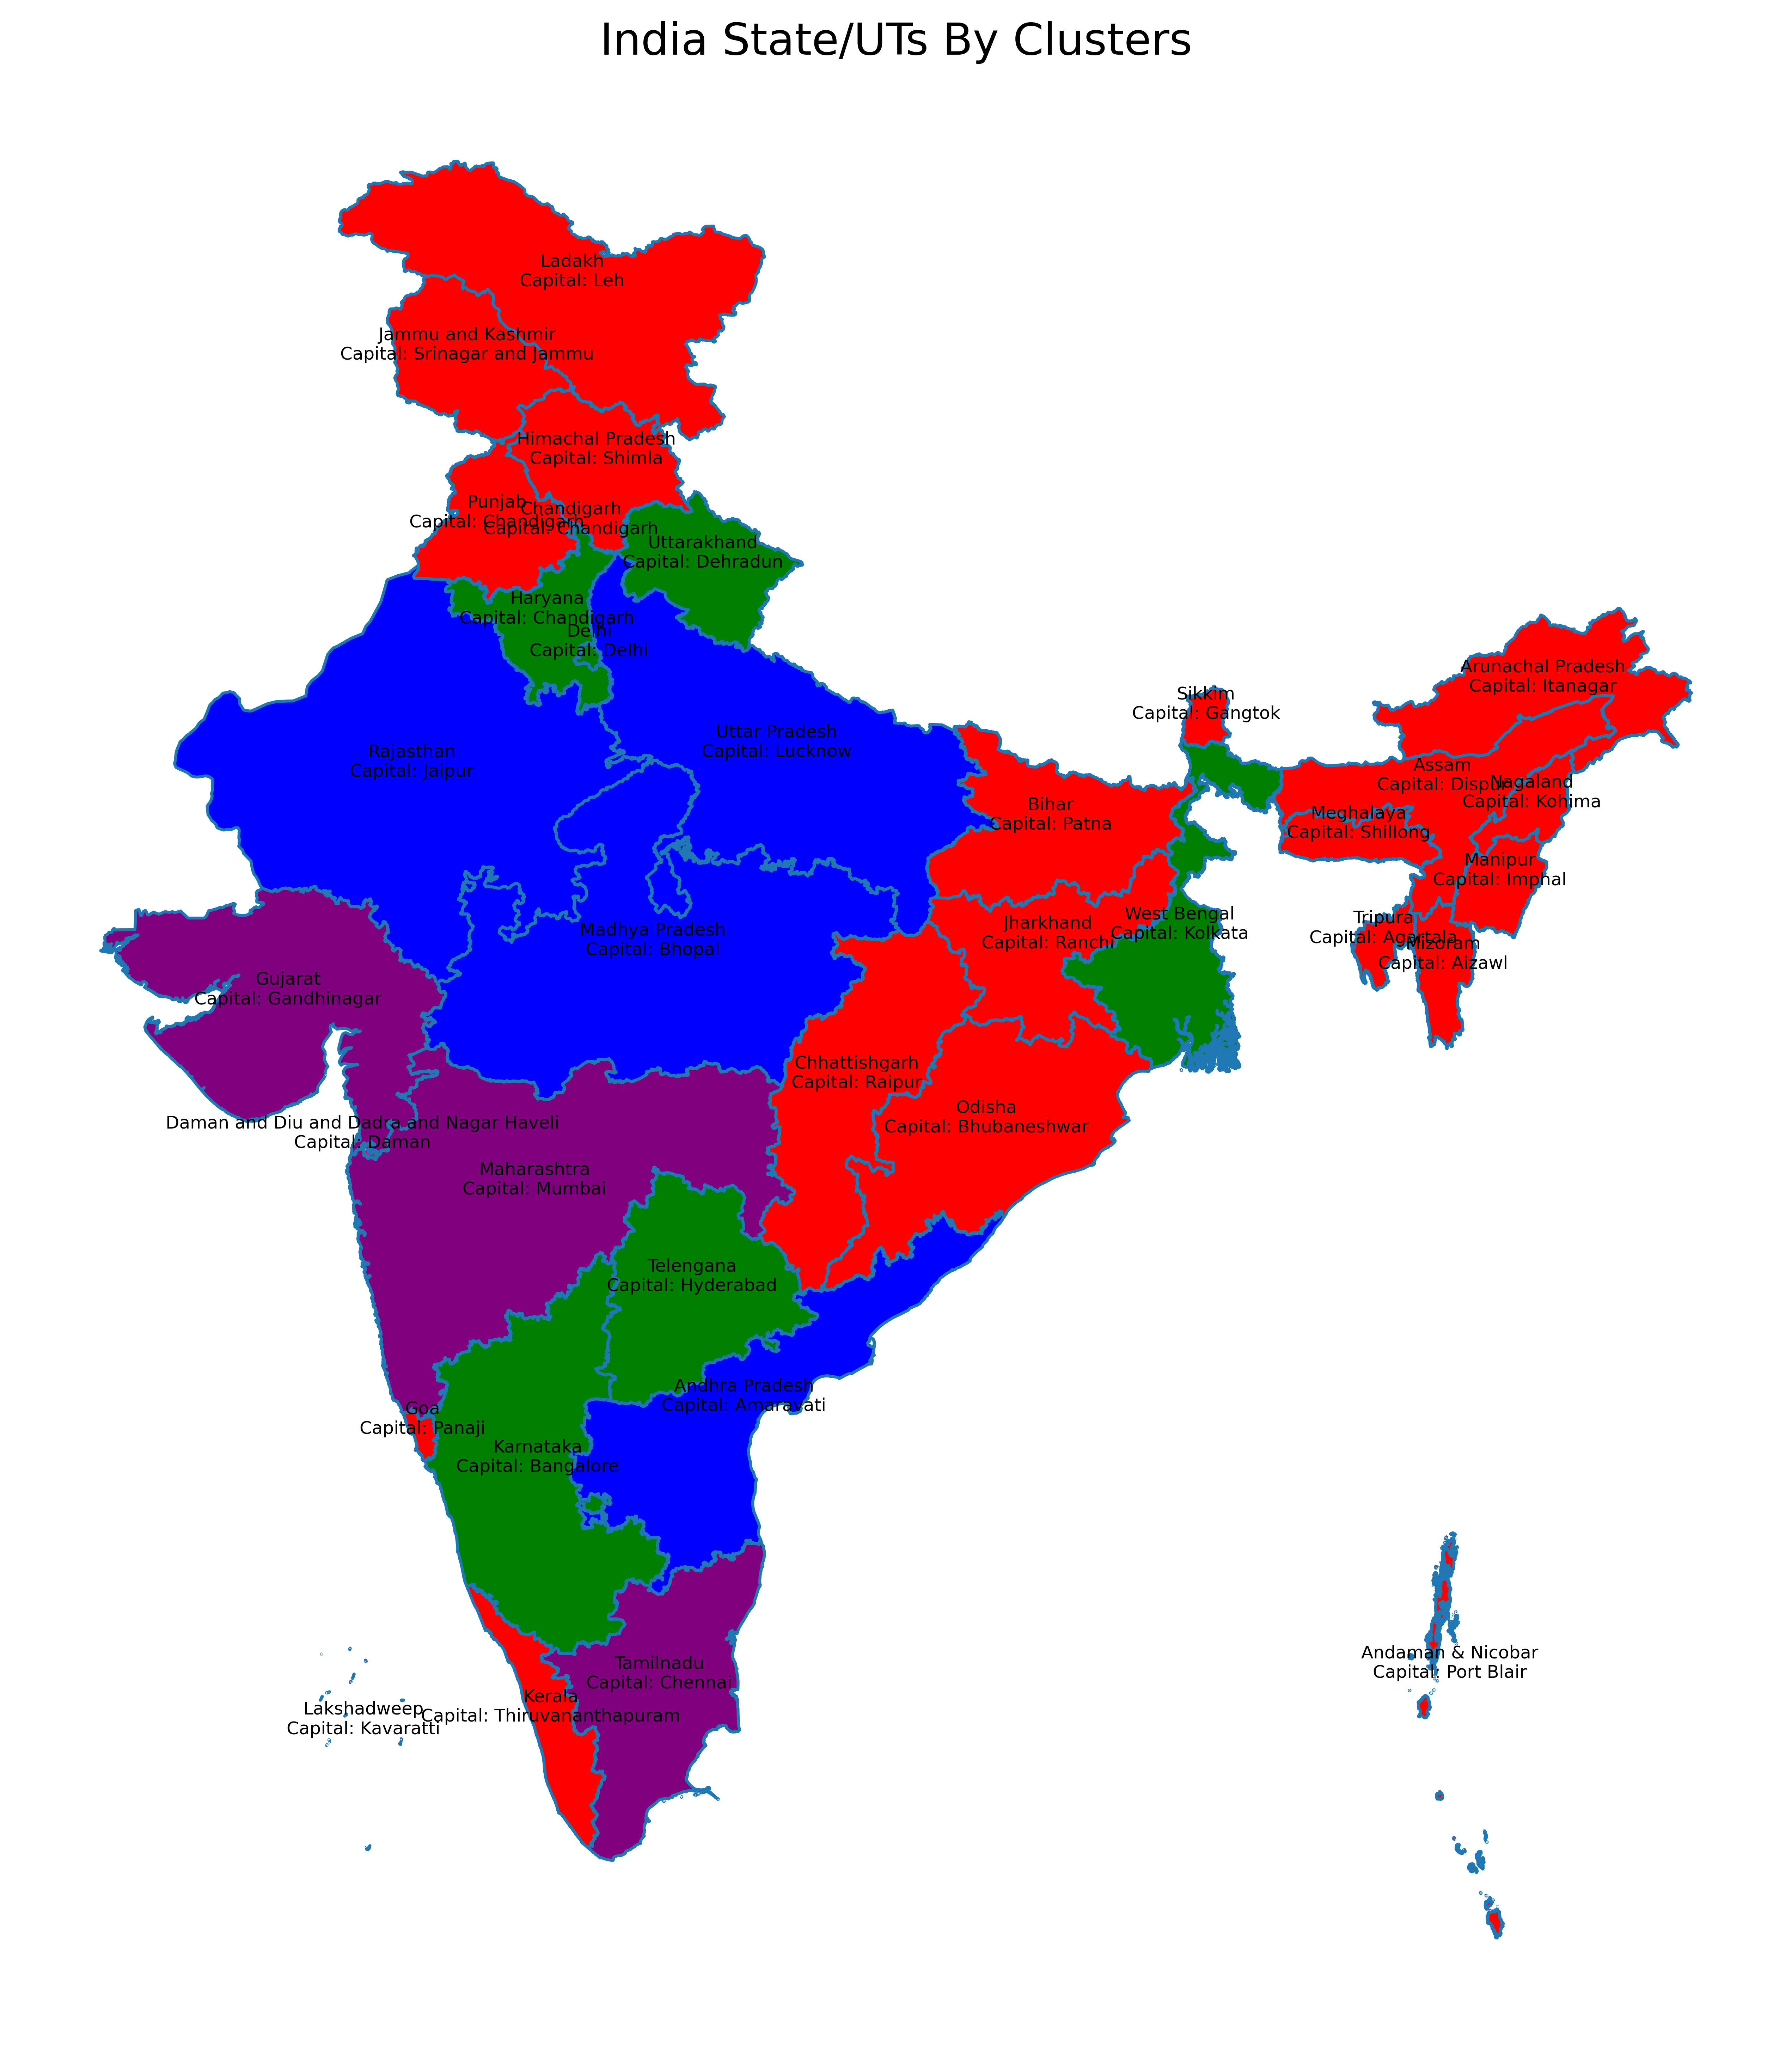 India State/UTs By Clusters
Ladakh
Capital: Leh
Jammu and Kashmir
Capital: Srinagar and Jammu
Himachal Pradesh
Capital: Shimla
Punjab
Capital: Chandigarh
Chandigarh
Capital: Chandigarh
Uttarakhand
Capital: Dehradun
Haryana
Capital: Chandigarh
Delhi
Capital: Delhi
Arunachal Pradesh
Capital: Itanagar
Sikkim
Capital: Gangtok
Uttar Pradesh
Capital: Lucknow
Rajasthan
Capital: Jaipur
Assam
Capital: Dispur
Nagaland
Capital: Kohima
Bihar
Capital: Patna
Meghalaya
Capital: Shillong
Manipur
Capital: Imphal
West Bengal
Capital: Kolkata
Jharkhand
Capital: Ranchi
Tripura
Capital: Agartala
Madhya Pradesh
Capital: Bhopal
Mizoram
Capital: Aizawl
Gujarat
Capital: Gandhinagar
Chhattishgarh
Capital: Raipur
Odisha
Capital: Bhubaneshwar
Daman and Diu and Dadra and Nagar Haveli
Capital: Daman
Maharashtra
Capital: Mumbai
Telengana
Capital: Hyderabad
Andhra Pradesh
Capital: Amaravati
Goa
Capital: Panaji
Karnataka
Capital: Bangalore
Andaman & Nicobar
Capital: Port Blair
Tamilnadu
Capital: Chennai
Kerala
Capital: Thiruvananthapuram
Lakshadweep
Capital: Kavaratti